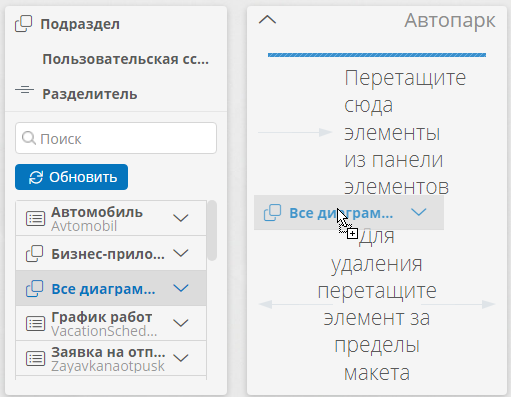 Подраздел
Пользовательская сс...
Разделитель
Поиск
Обновить
Автомобиль
Avtomobil
Бизнес-прило...
Все диаграм...
График работ
VacationSched...
Заявка на отп...
Zayavkanaotpusk
Автопарк
Перетащите
сюда
элементы
из панели
элементов
Все диаграм...
Для
удаления
перетащите
элемент за
пределы
макета